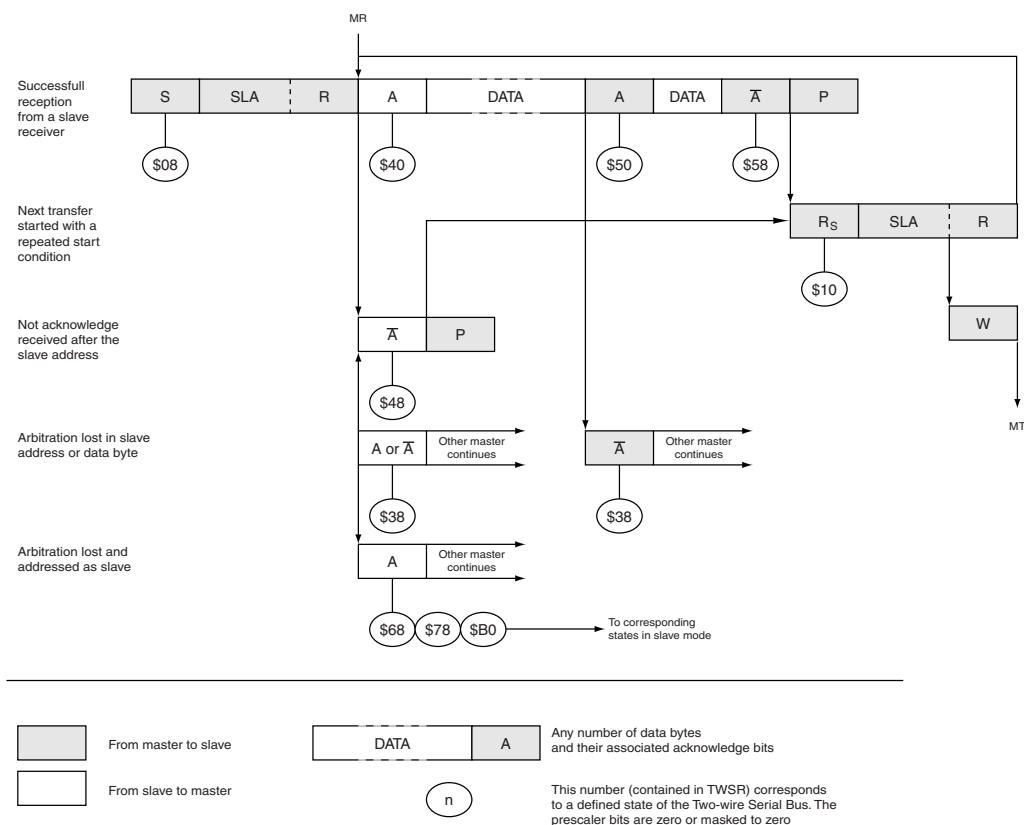 MR
Successfull
reception
from a slave
receiver
S SLA R A DATA A DATA A̅ P
$08 $40 $50 $58
Next transfer
started with a
repeated start
condition
RS SLA R
$10
Not acknowledge
received after the
slave address
A̅ P
W
$48
MT
Arbitration lost in slave
address or data byte
A or A̅ Other master
continues
A̅ Other master
continues
$38 $38
Arbitration lost and
addressed as slave
A Other master
continues
$68 $78 $B0 To corresponding
states in slave mode
From master to slave
DATA A
Any number of data bytes
and their associated acknowledge bits
From slave to master
n
This number (contained in TWSR) corresponds
to a defined state of the Two-wire Serial Bus. The
prescaler bits are zero or masked to zero